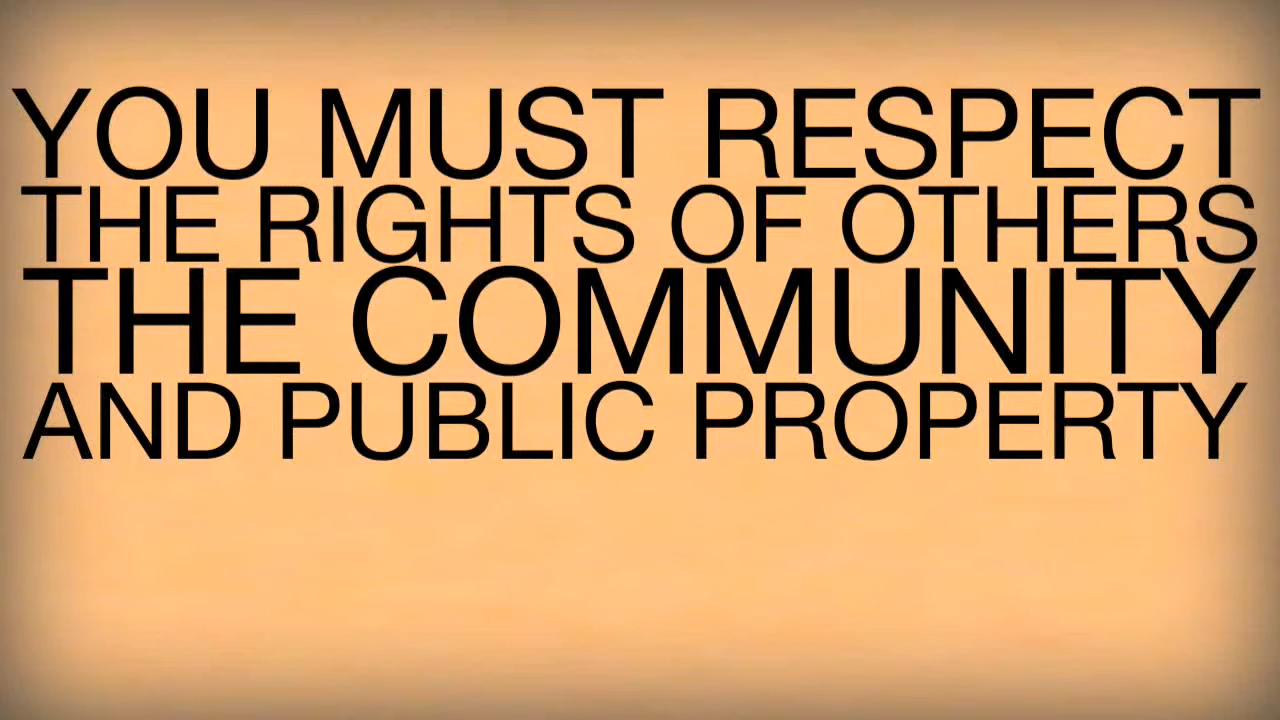 YOU MUST RESPECT
THE RIGHTS OF OTHERS
THE COMMUNITY
AND PUBLIC PROPERTY